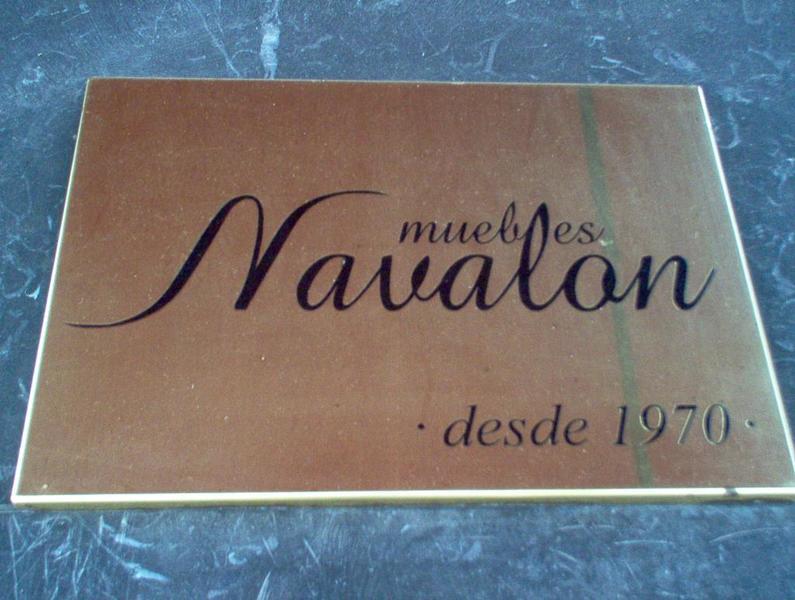 muebles
Navalon
· desde 1970 ·